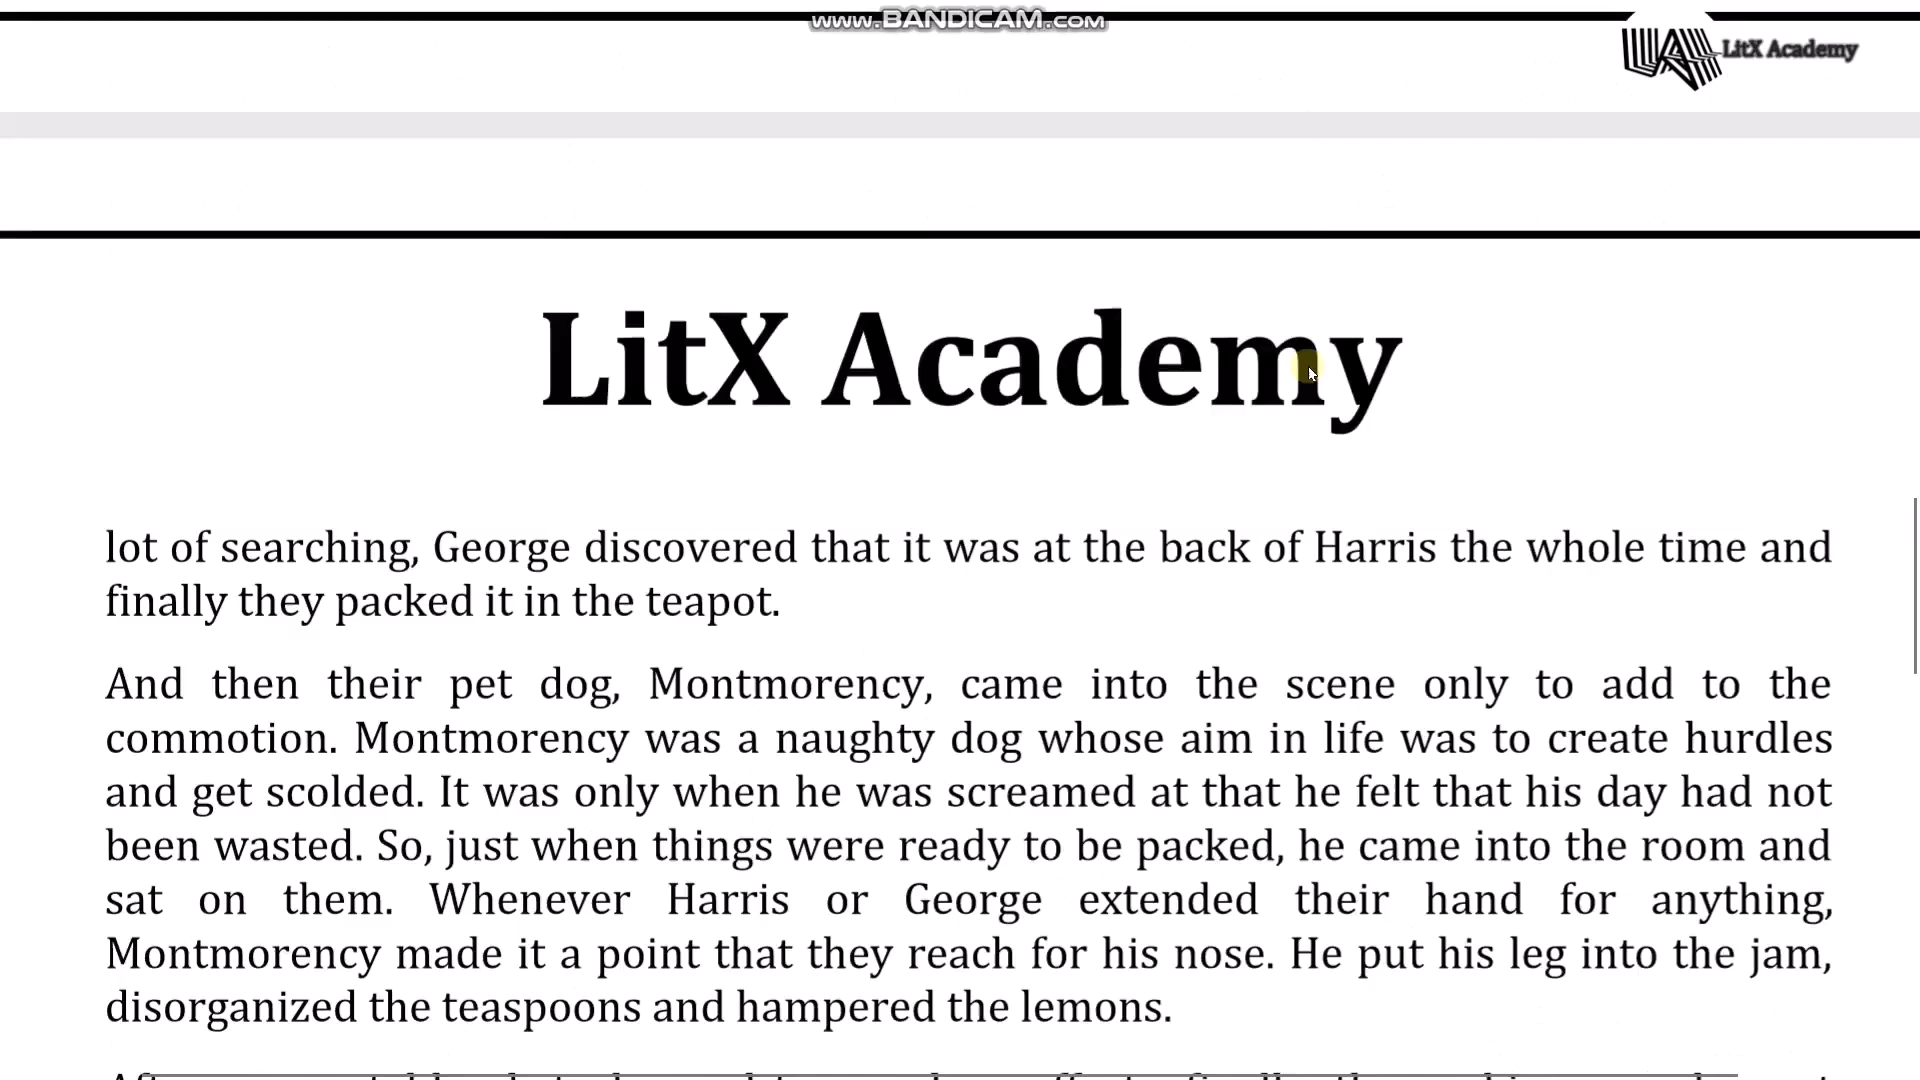 www.BANDICAM.com
LitX Academy
LitX Academy
lot of searching, George discovered that it was at the back of Harris the whole time and
finally they packed it in the teapot.
And then their pet dog, Montmorency, came into the scene only to add to the
commotion. Montmorency was a naughty dog whose aim in life was to create hurdles
and get scolded. It was only when he was screamed at that he felt that his day had not
been wasted. So, just when things were ready to be packed, he came into the room and
sat on them. Whenever Harris or George extended their hand for anything,
Montmorency made it a point that they reach for his nose. He put his leg into the jam,
disorganized the teaspoons and hampered the lemons.